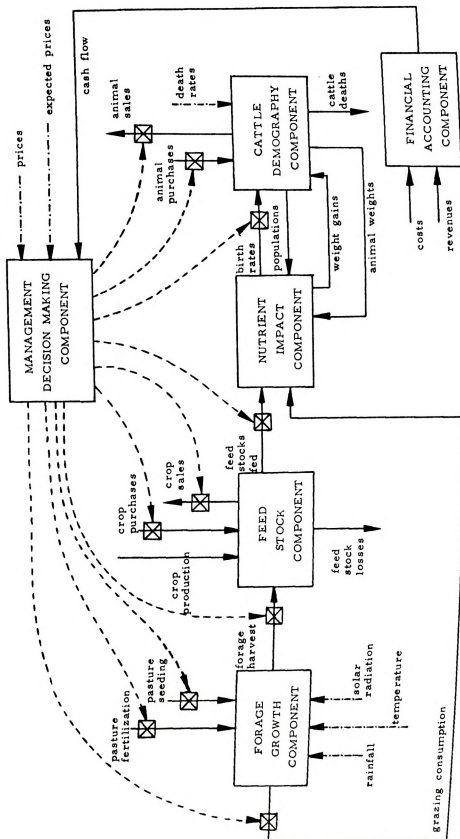 prices
expected prices
cash flow
MANAGEMENT
DECISION MAKING
COMPONENT
animal
sales
death
rates
animal
purchases
CATTLE
DEMOGRAPHY
COMPONENT
cattle
deaths
birth
rates
populations
weight gains
animal weights
NUTRIENT
IMPACT
COMPONENT
FINANCIAL
ACCOUNTING
COMPONENT
costs
revenues
feed
stocks
fed
crop
sales
crop
purchases
crop
production
FEED
STOCK
COMPONENT
feed
stock
losses
forage
harvest
pasture
seeding
pasture
fertilization
FORAGE
GROWTH
COMPONENT
solar
radiation
temperature
rainfall
grazing consumption